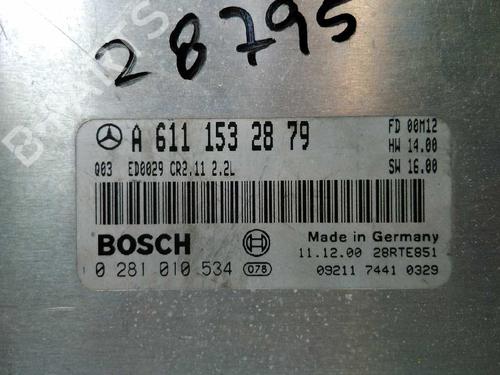 28795
A 611 153 28 79
FD 00M12
HW 14.00
Q03 ED0029 CR2.11 2.2L
SW 16.00
BOSCH
Made in Germany
11.12.00 28RTE851
0 281 010 534 078
09211 7441 0329